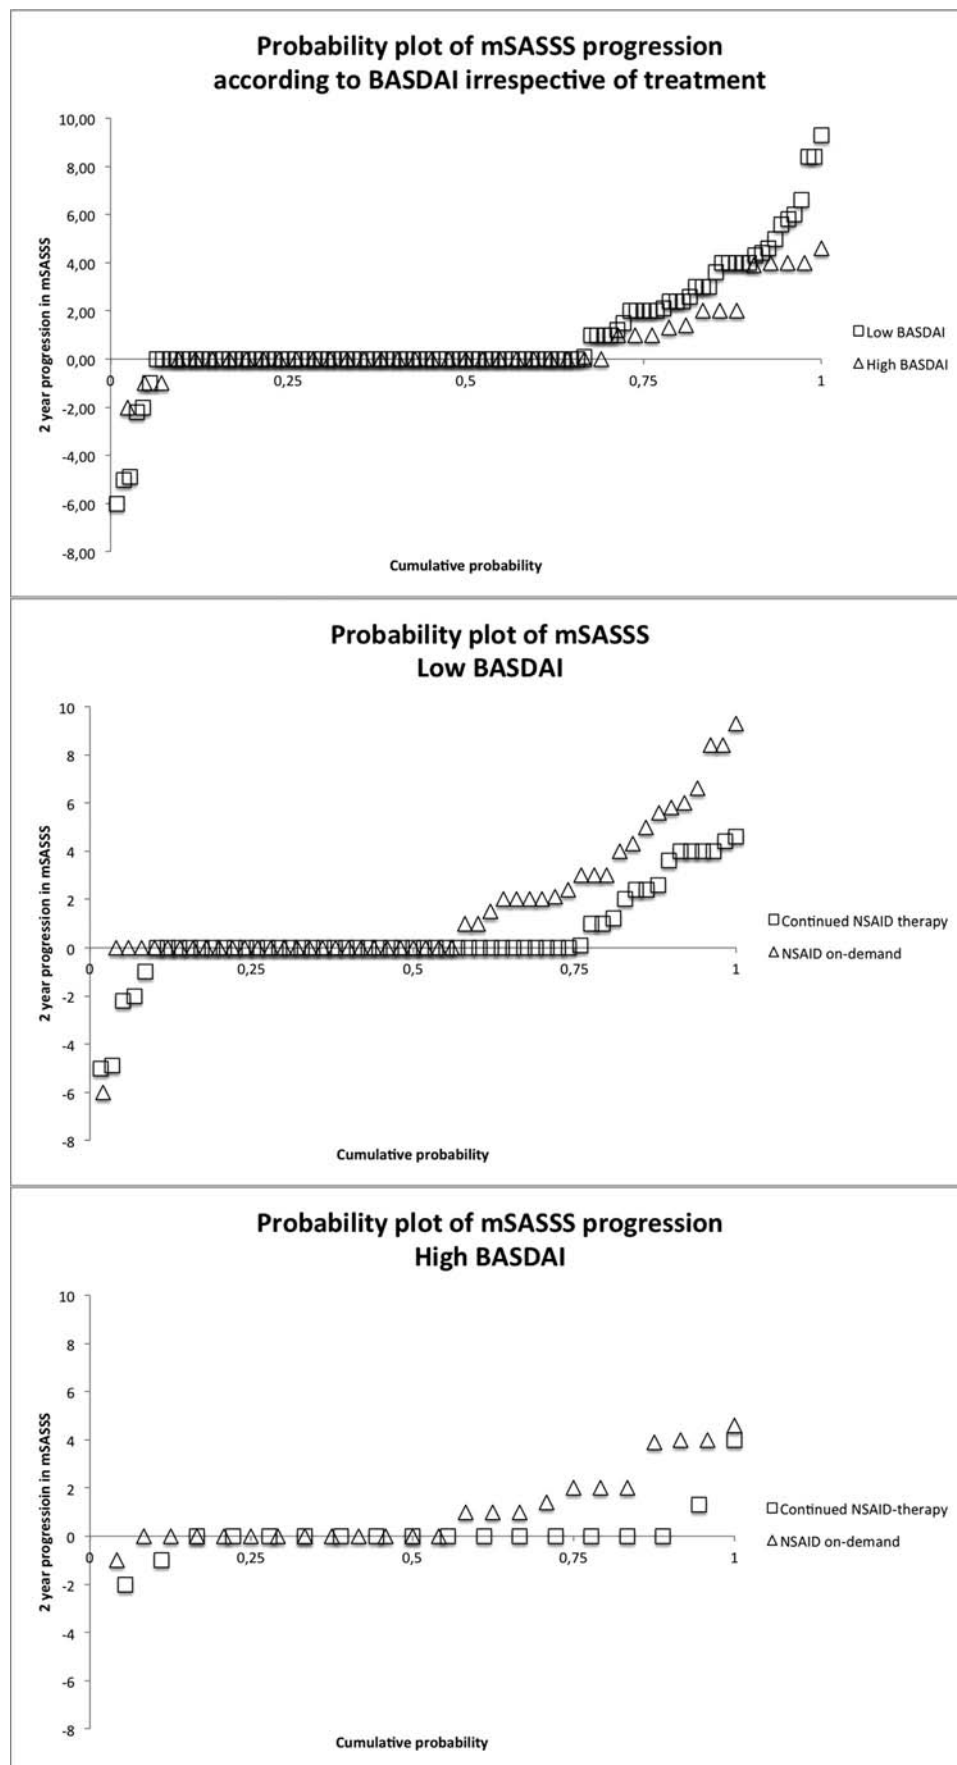 Probability plot of mSASSS progression
according to BASDAI irrespective of treatment
10,00
8,00
6,00
4,00
2,00
0,00
-2,00
-4,00
-6,00
-8,00
2 year progression in mSASSS
0
0,25
0,5
0,75
1
Cumulative probability
Low BASDAI
High BASDAI
Probability plot of mSASSS
Low BASDAI
10
8
6
4
2
0
-2
-4
-6
-8
2 year progression in mSASSS
0
0,25
0,5
0,75
1
Cumulative probability
Continued NSAID therapy
NSAID on-demand
Probability plot of mSASSS progression
High BASDAI
10
8
6
4
2
0
-2
-4
-6
-8
2 year progressioin in mSASSS
0
0,25
0,5
0,75
1
Cumulative probability
Continued NSAID-therapy
NSAID on-demand